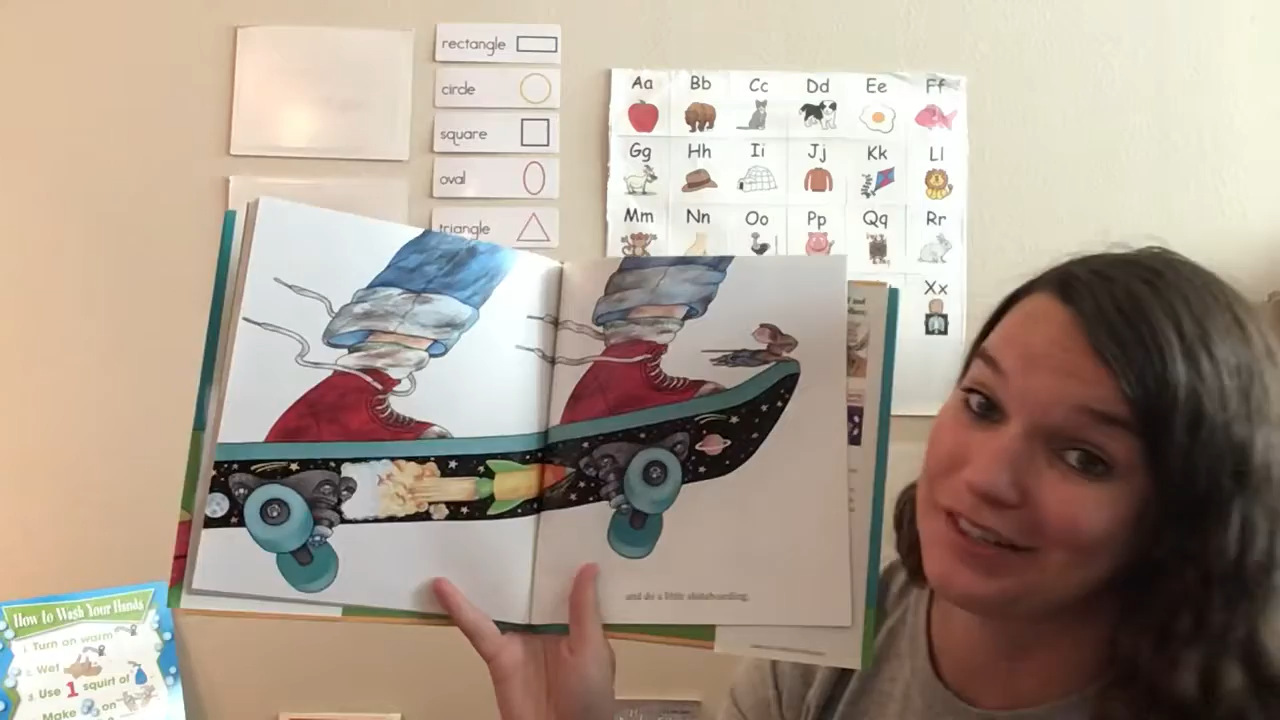 rectangle
circle
square
oval
triangle
Aa Bb Cc Dd Ee Ff
Gg Hh Ii Jj Kk Ll
Mm Nn Oo Pp Qq Rr
Xx
and do a little skateboarding.
How to Wash Your Hands
1. Turn on warm
2. Wet
3. Use 1 squirt of
Make on